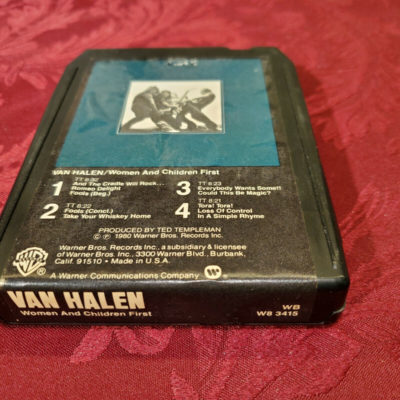 VAN HALEN/Women And Children First
1 TT 8:32
And The Cradle Will Rock...
Romeo Delight
Fools (Beg.)
2 TT 8:22
Fools (Conct.)
Take Your Whiskey Home
3 TT 8:23
Everybody Wants Some!!
Could This Be Magic?
4 TT 8:21
Tora! Tora!
Loss Of Control
In A Simple Rhyme
PRODUCED BY TED TEMPLEMAN
© ℗ 1980 Warner Bros. Records Inc.
Warner Bros. Records Inc., a subsidiary & licensee
of Warner Bros. Inc., 3300 Warner Blvd., Burbank,
Calif. 91510 • Made in U.S.A.
A Warner Communications Company
VAN HALEN
Women And Children First
WB
W8 3415